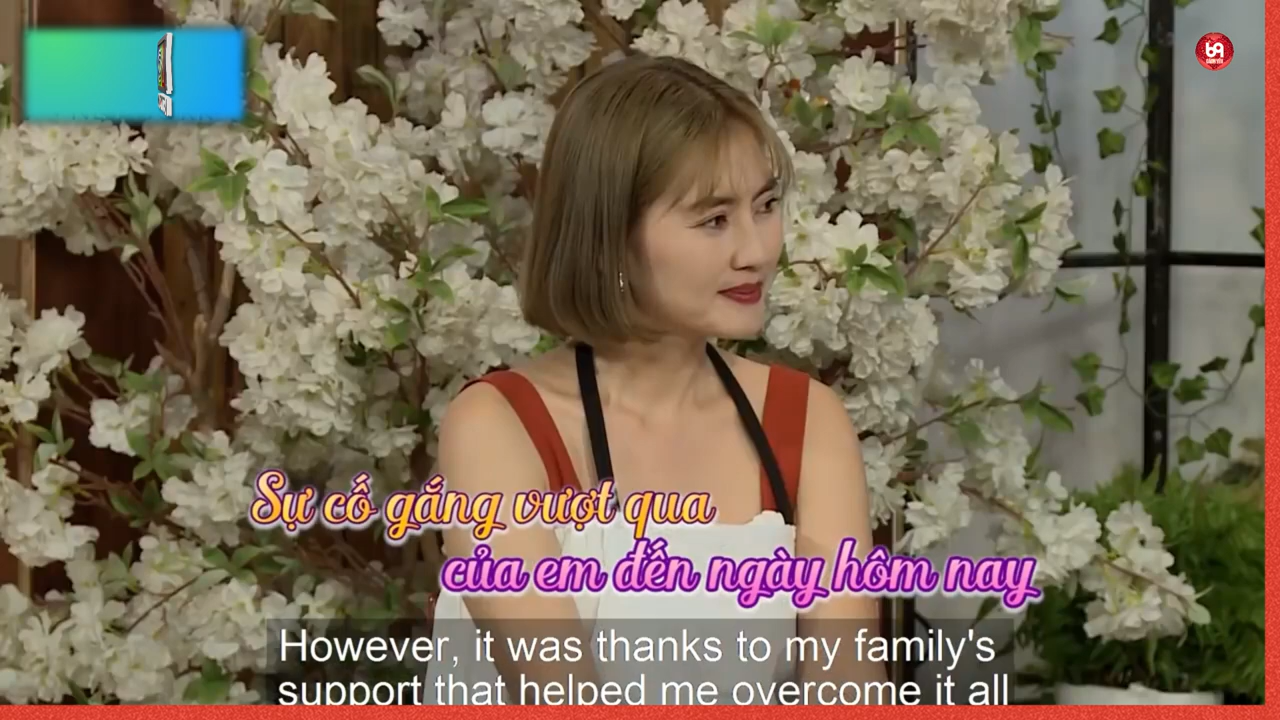 Sự cố gắng vượt qua
của em đến ngày hôm nay
However, it was thanks to my family's
support that helped me overcome it all